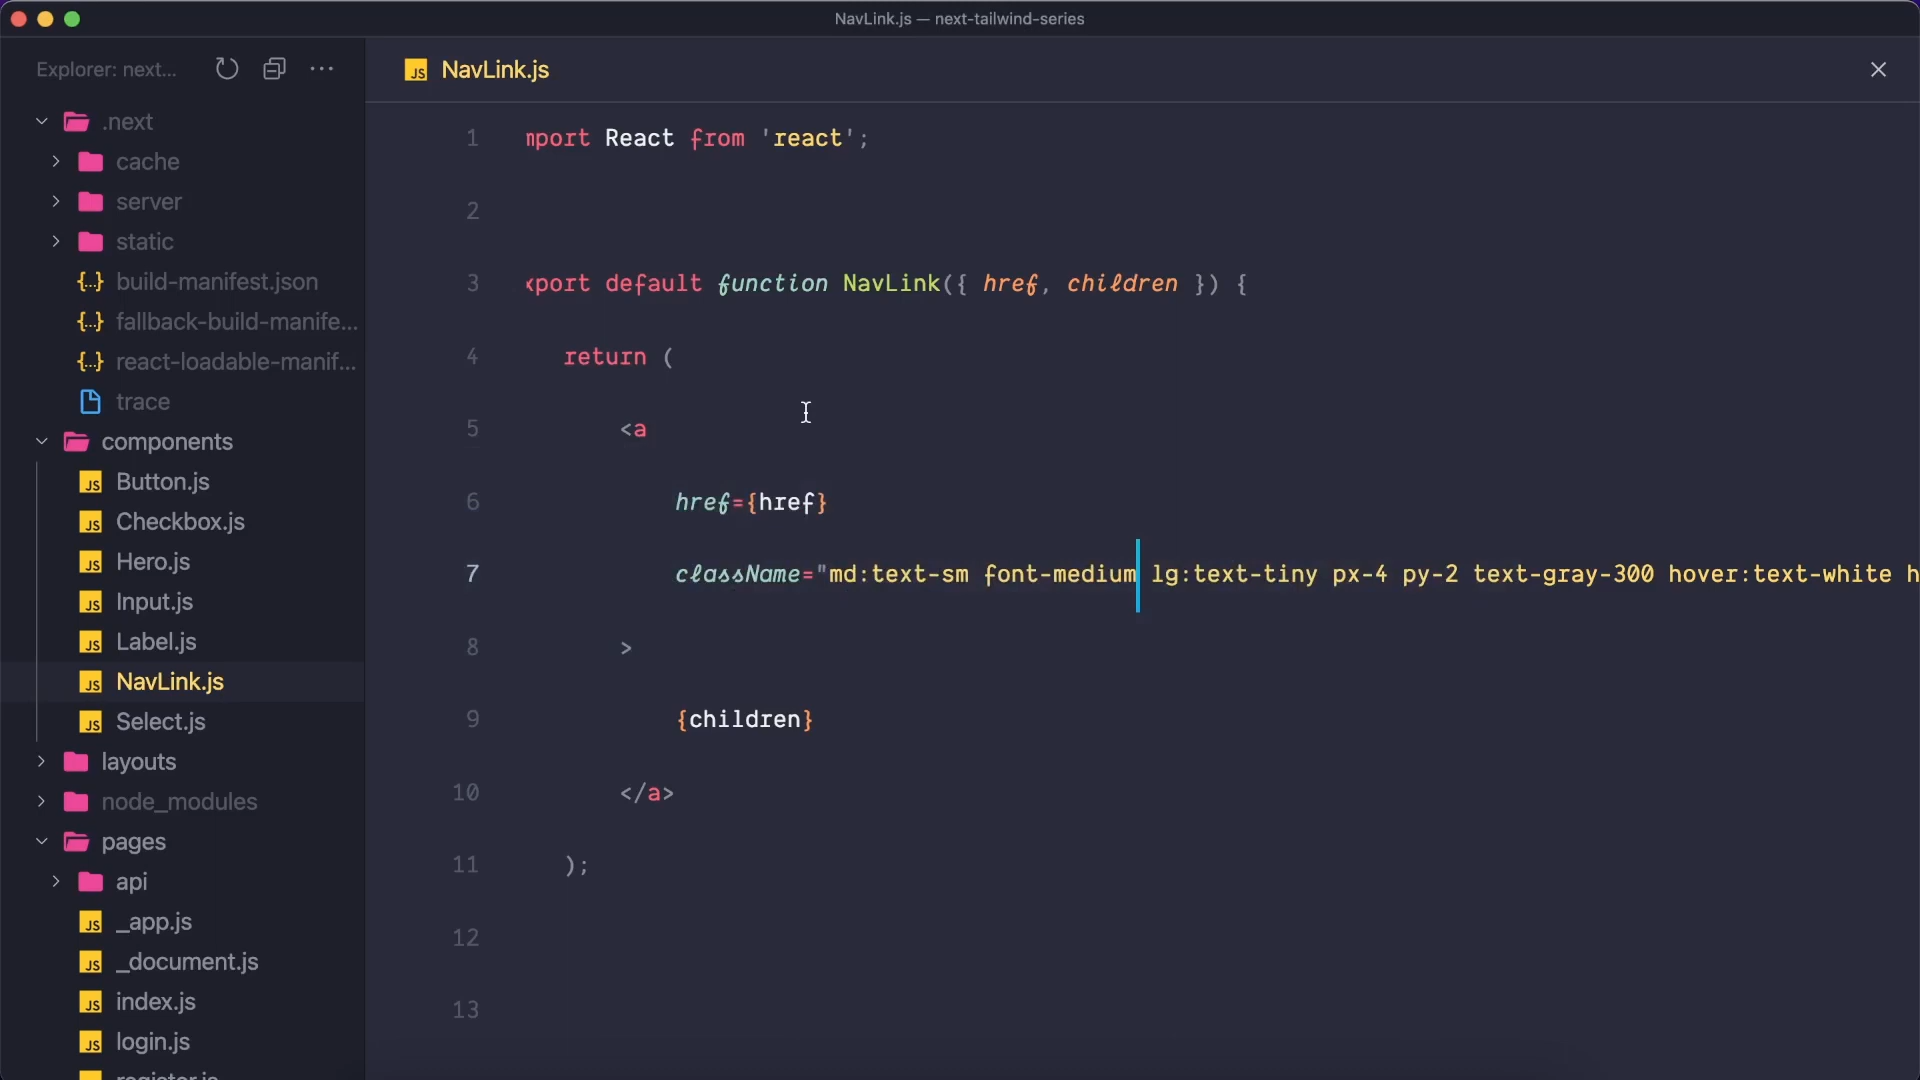 NavLink.js — next-tailwind-series
Explorer: next...
NavLink.js
.next
cache
server
static
build-manifest.json
fallback-build-manife...
react-loadable-manif...
trace
components
Button.js
Checkbox.js
Hero.js
Input.js
Label.js
NavLink.js
Select.js
layouts
node_modules
pages
api
_app.js
_document.js
index.js
login.js
1 mport React from 'react';
2
3 xport default function NavLink({ href, children }) {
4 return (
5 <a
6 href={href}
7 className="md:text-sm font-medium lg:text-tiny px-4 py-2 text-gray-300 hover:text-white h
8 >
9 {children}
10 </a>
11 );
12
13